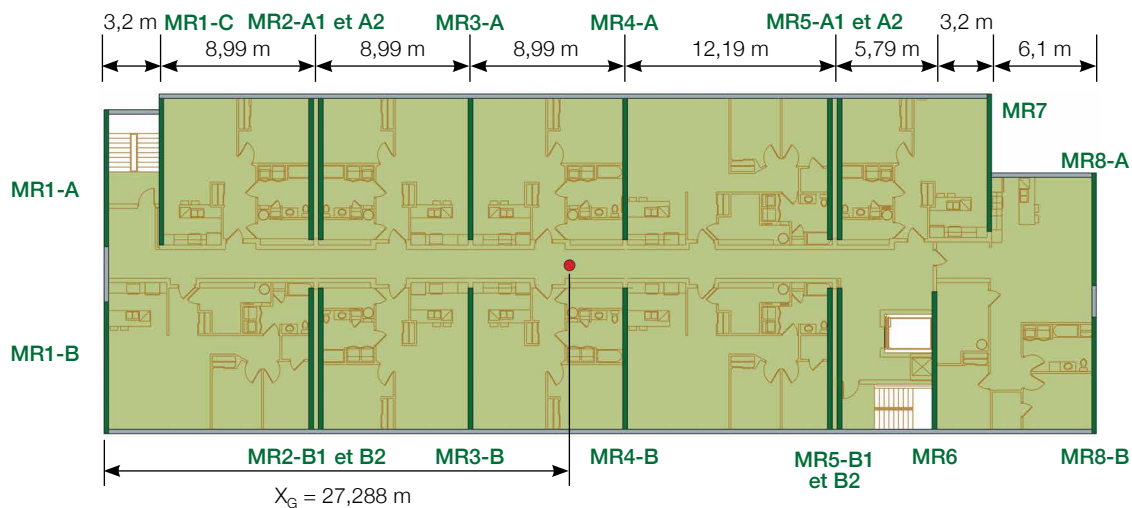 3,2 m MR1-C MR2-A1 et A2 MR3-A MR4-A MR5-A1 et A2 3,2 m
8,99 m 8,99 m 8,99 m 12,19 m 5,79 m 6,1 m
MR7
MR8-A
MR1-A
MR1-B
MR2-B1 et B2 MR3-B MR4-B MR5-B1 MR6 MR8-B
et B2
X_G = 27,288 m